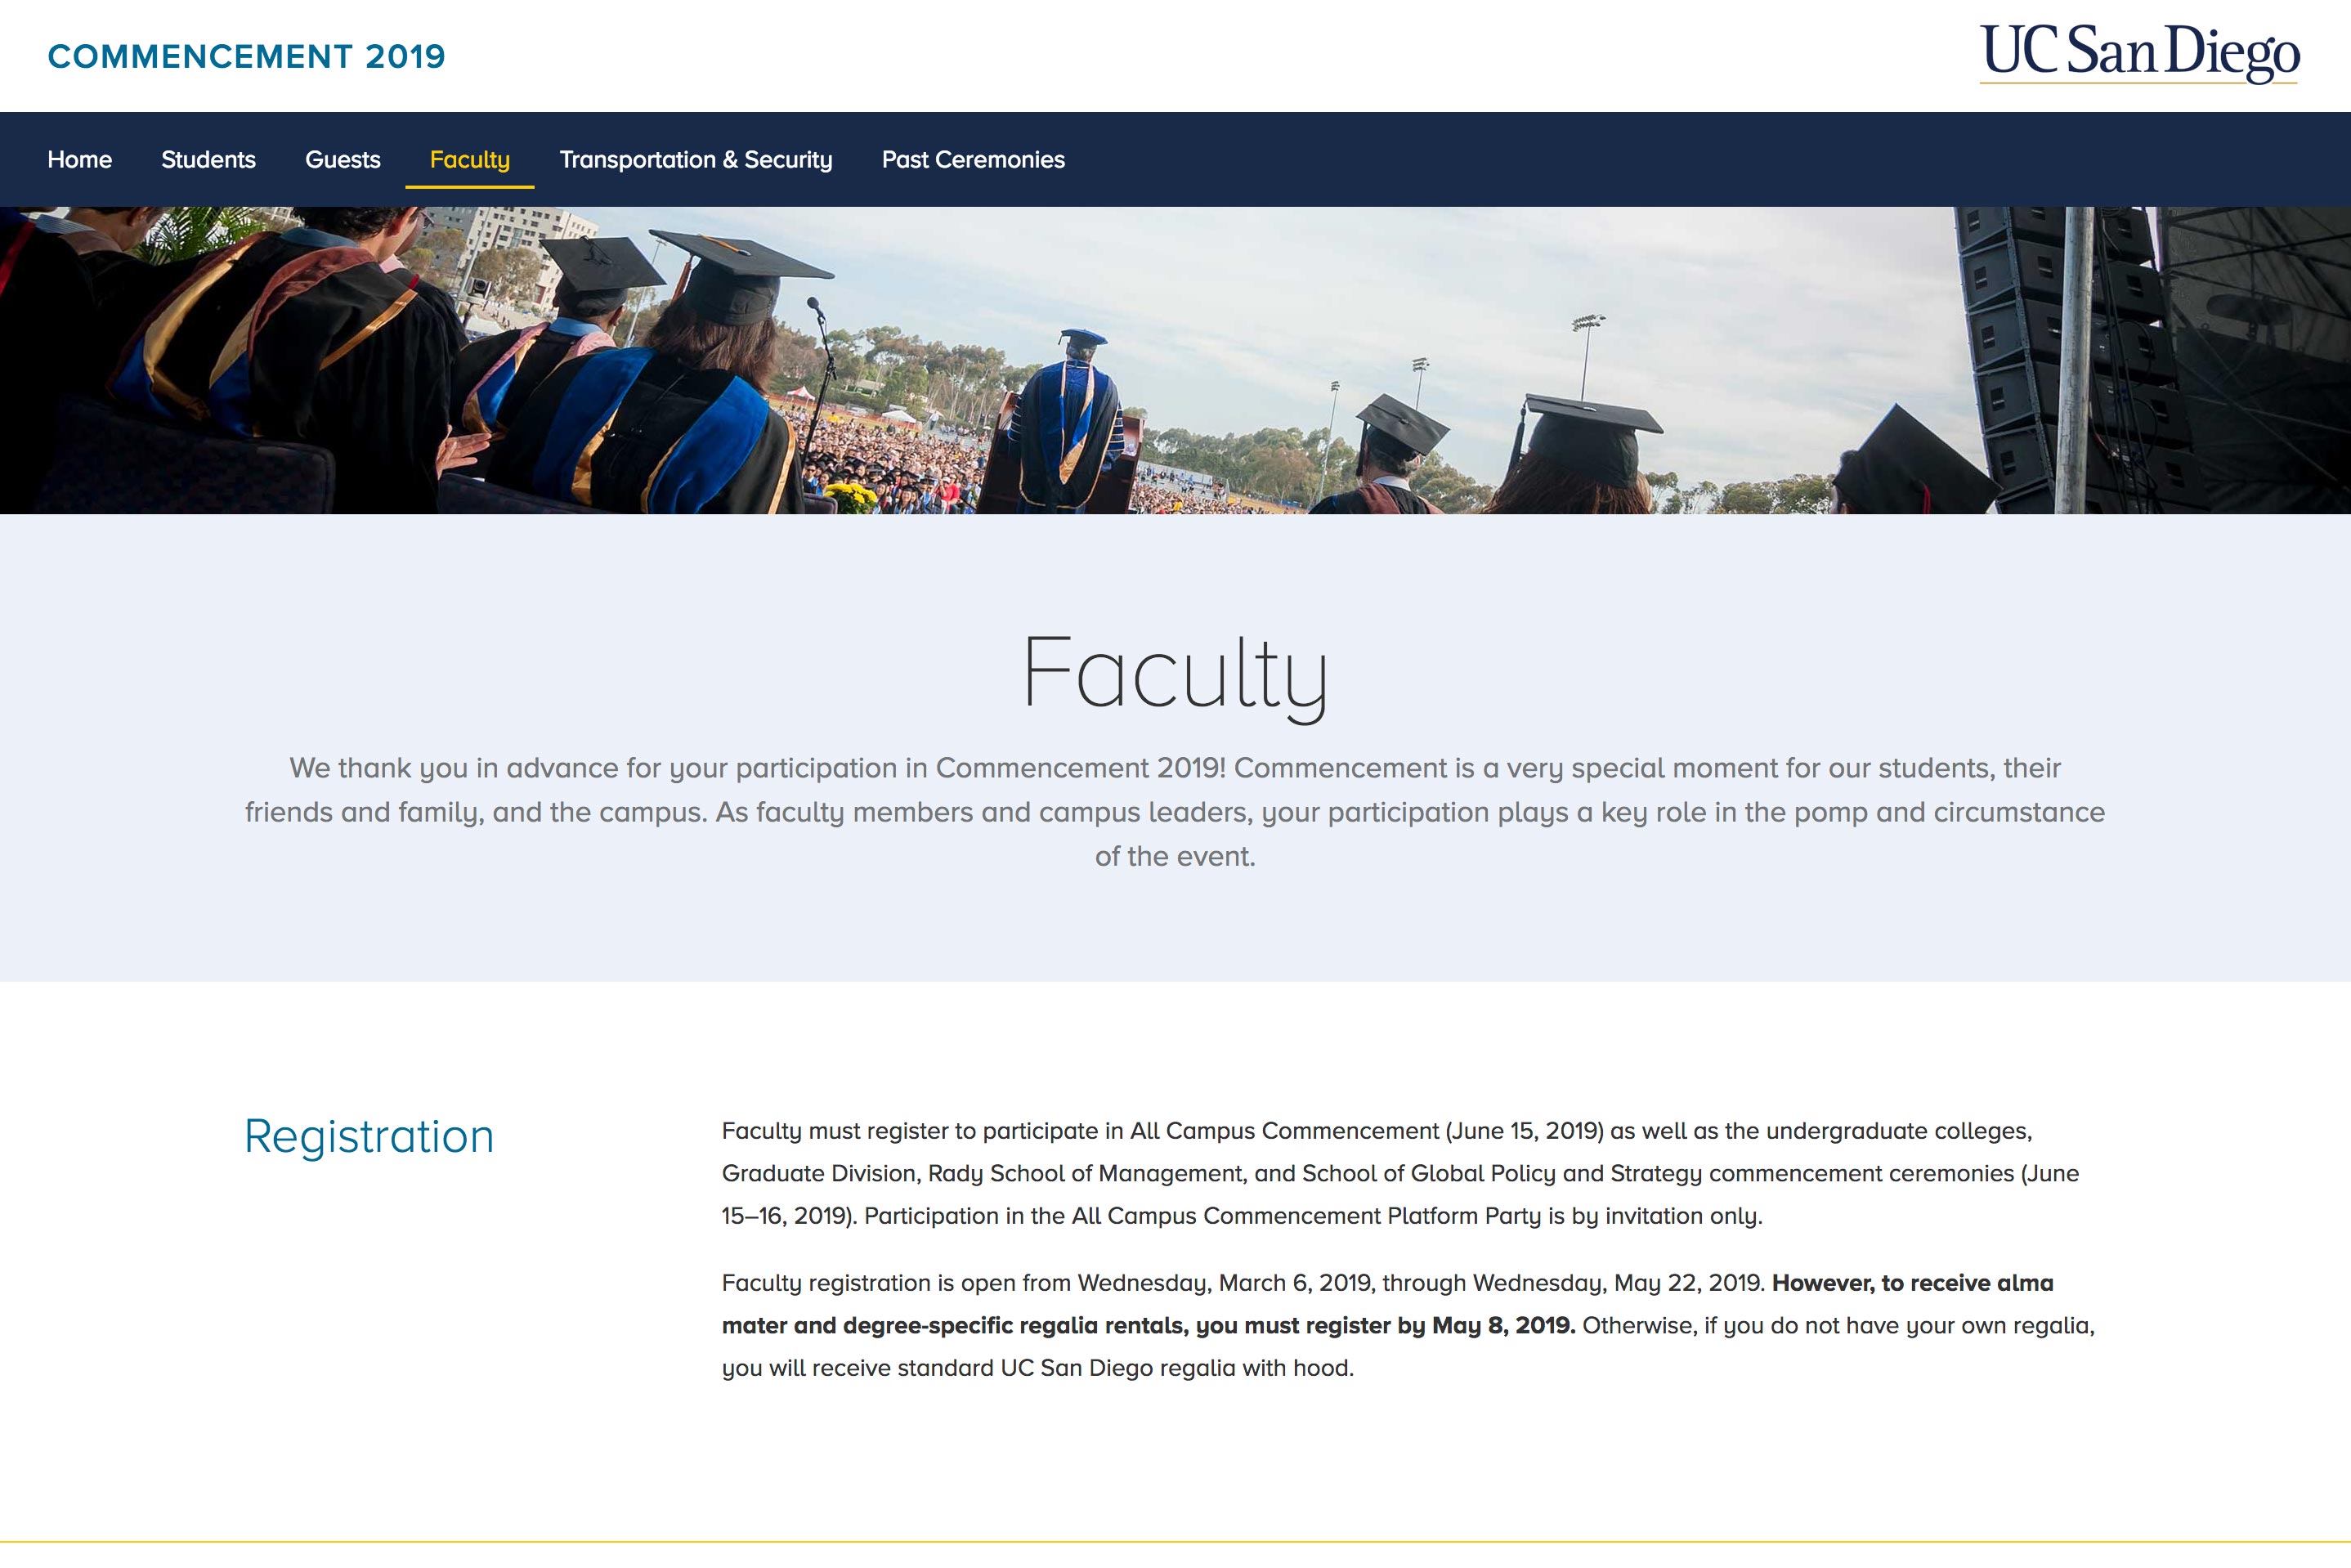 COMMENCEMENT 2019
UC San Diego
Home Students Guests Faculty Transportation & Security Past Ceremonies
Faculty
We thank you in advance for your participation in Commencement 2019! Commencement is a very special moment for our students, their
friends and family, and the campus. As faculty members and campus leaders, your participation plays a key role in the pomp and circumstance
of the event.
Registration
Faculty must register to participate in All Campus Commencement (June 15, 2019) as well as the undergraduate colleges,
Graduate Division, Rady School of Management, and School of Global Policy and Strategy commencement ceremonies (June
15–16, 2019). Participation in the All Campus Commencement Platform Party is by invitation only.
Faculty registration is open from Wednesday, March 6, 2019, through Wednesday, May 22, 2019. However, to receive alma
mater and degree-specific regalia rentals, you must register by May 8, 2019. Otherwise, if you do not have your own regalia,
you will receive standard UC San Diego regalia with hood.